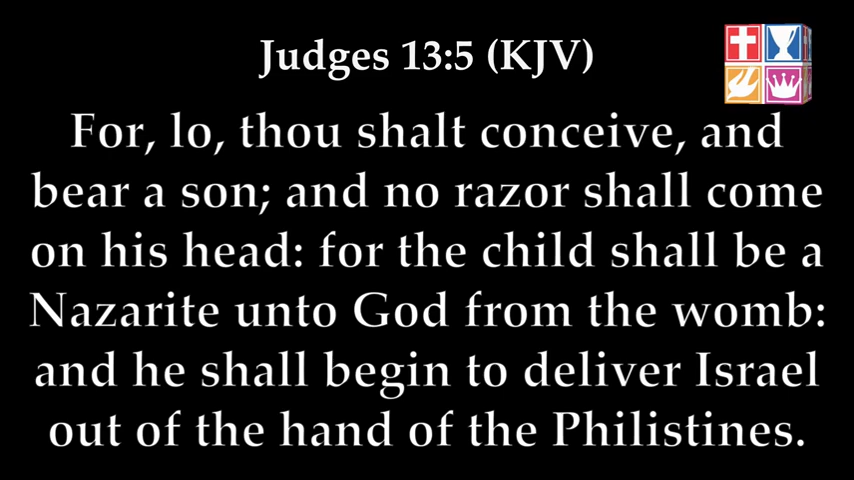 Judges 13:5 (KJV)
For, lo, thou shalt conceive, and
bear a son; and no razor shall come
on his head: for the child shall be a
Nazarite unto God from the womb:
and he shall begin to deliver Israel
out of the hand of the Philistines.